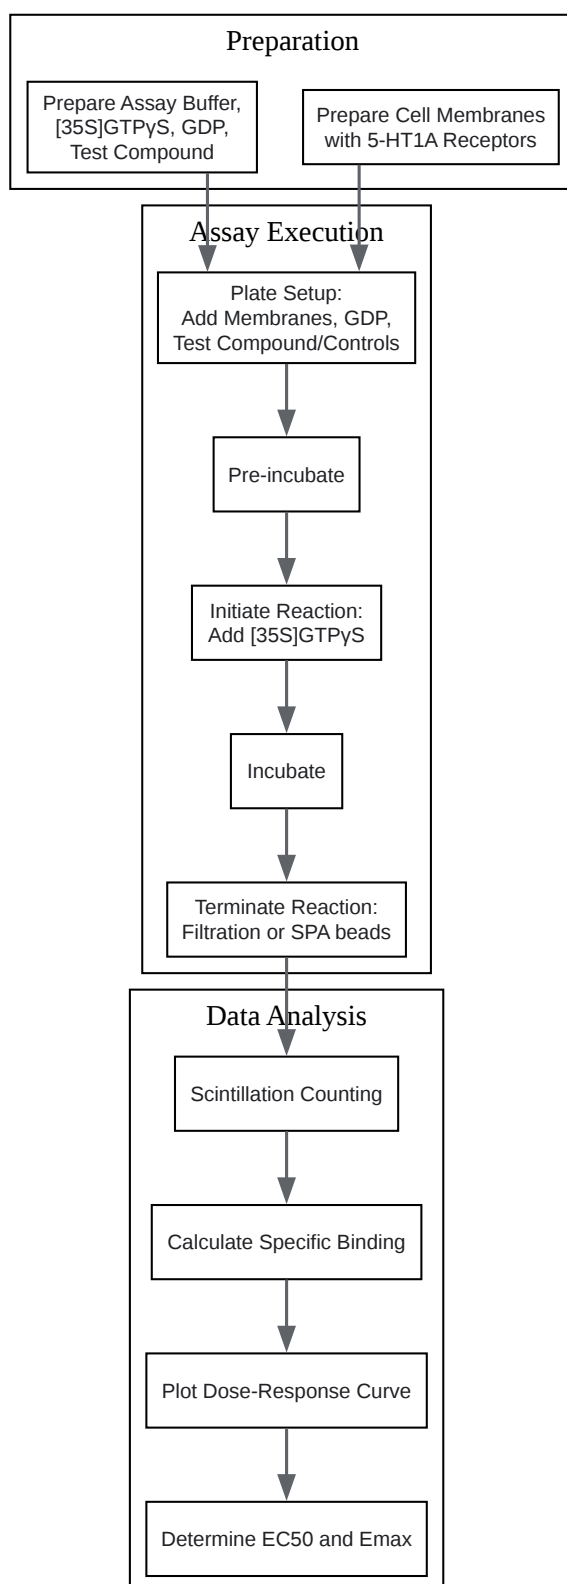 Preparation
Prepare Assay Buffer,
[35S]GTPγS, GDP,
Test Compound
Prepare Cell Membranes
with 5-HT1A Receptors
Assay Execution
Plate Setup:
Add Membranes, GDP,
Test Compound/Controls
Pre-incubate
Initiate Reaction:
Add [35S]GTPγS
Incubate
Terminate Reaction:
Filtration or SPA beads
Data Analysis
Scintillation Counting
Calculate Specific Binding
Plot Dose-Response Curve
Determine EC50 and Emax